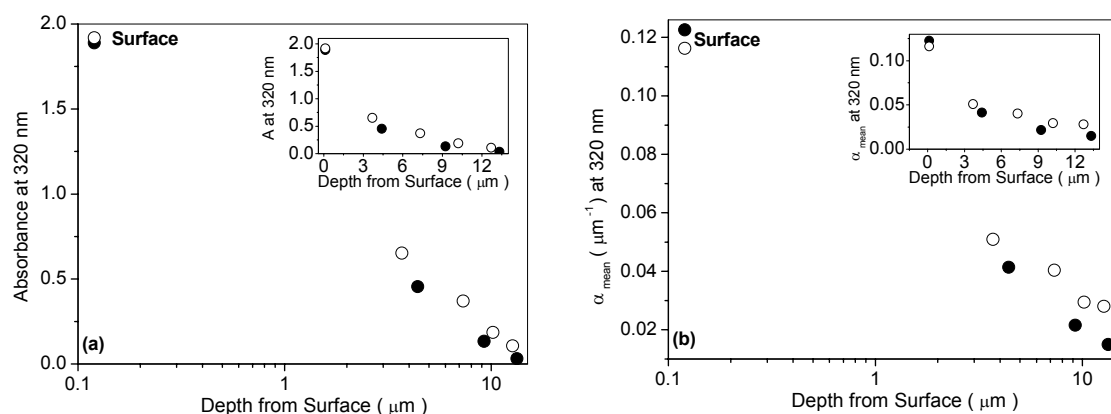 2.0
1.5
1.0
0.5
0.0
Absorbance at 320 nm
Surface
2.0
1.5
1.0
0.5
0.0
A at 320 nm
0 3 6 9 12
Depth from Surface ( μm)
(a)
0.1 1 10
Depth from Surface ( μm)
0.12
0.10
0.08
0.06
0.04
0.02
α mean ( μm⁻¹) at 320 nm
Surface
0.10
0.05
0.00
α mean at 320 nm
0 3 6 9 12
Depth from Surface ( μm)
(b)
0.1 1 10
Depth from Surface ( μm)